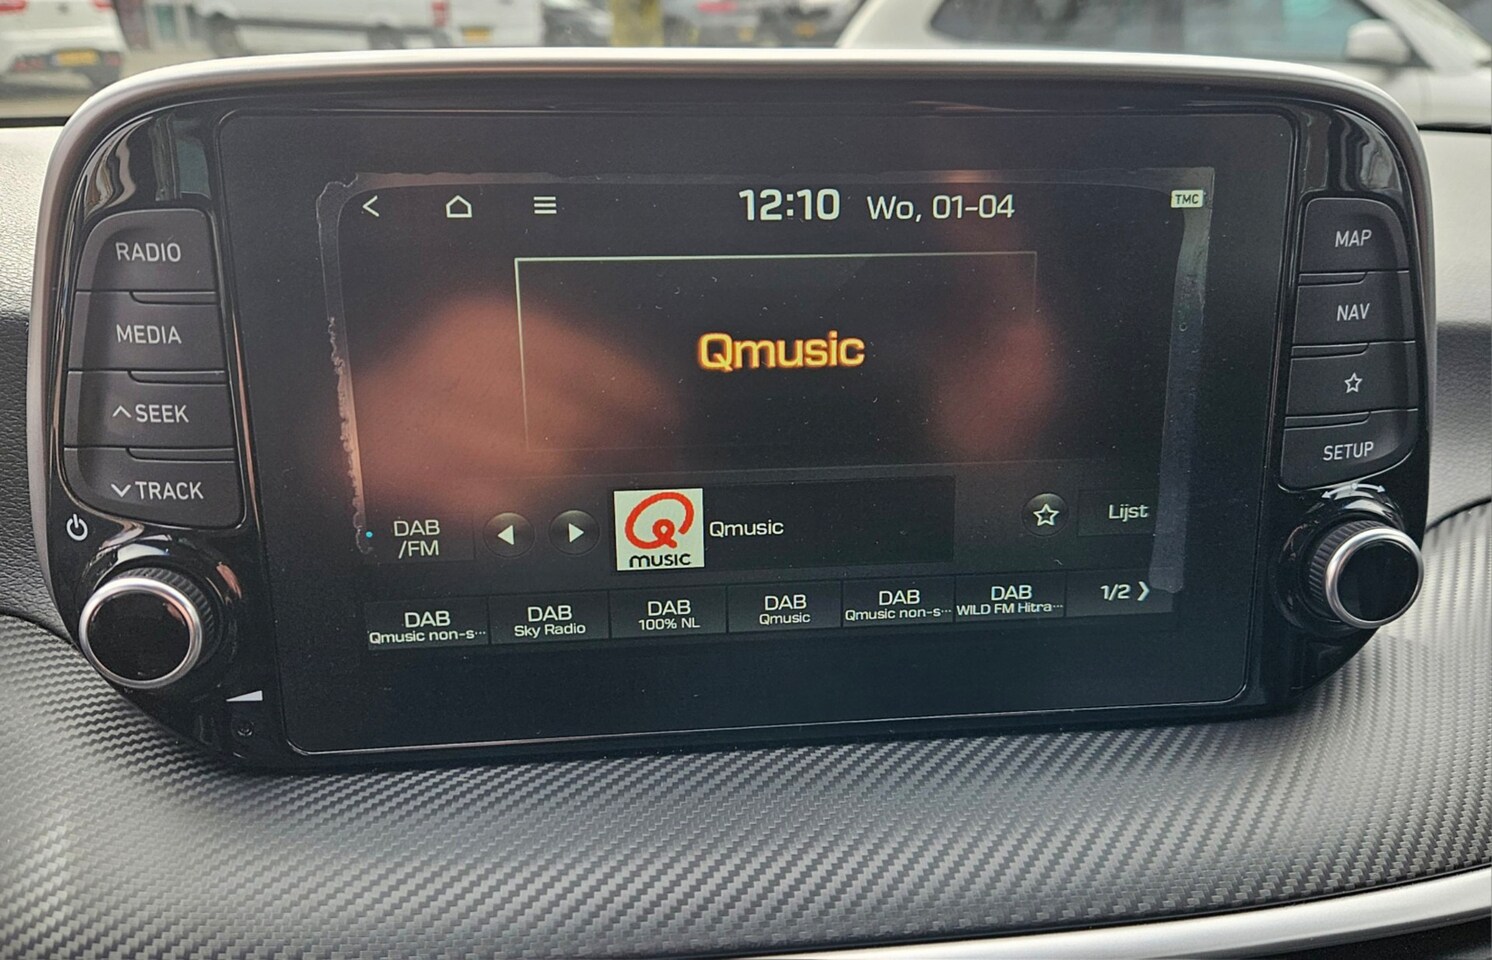 12:10 Wo, 01-04
TMC
RADIO
MEDIA
SEEK
TRACK
MAP
NAV
SETUP
Qmusic
DAB
/FM
Q
MUSIC
Qmusic
Lijst
DAB
Qmusic non-s···
DAB
Sky Radio
DAB
100% NL
DAB
Qmusic
DAB
Qmusic non-s···
DAB
WILD FM Hitra···
1/2